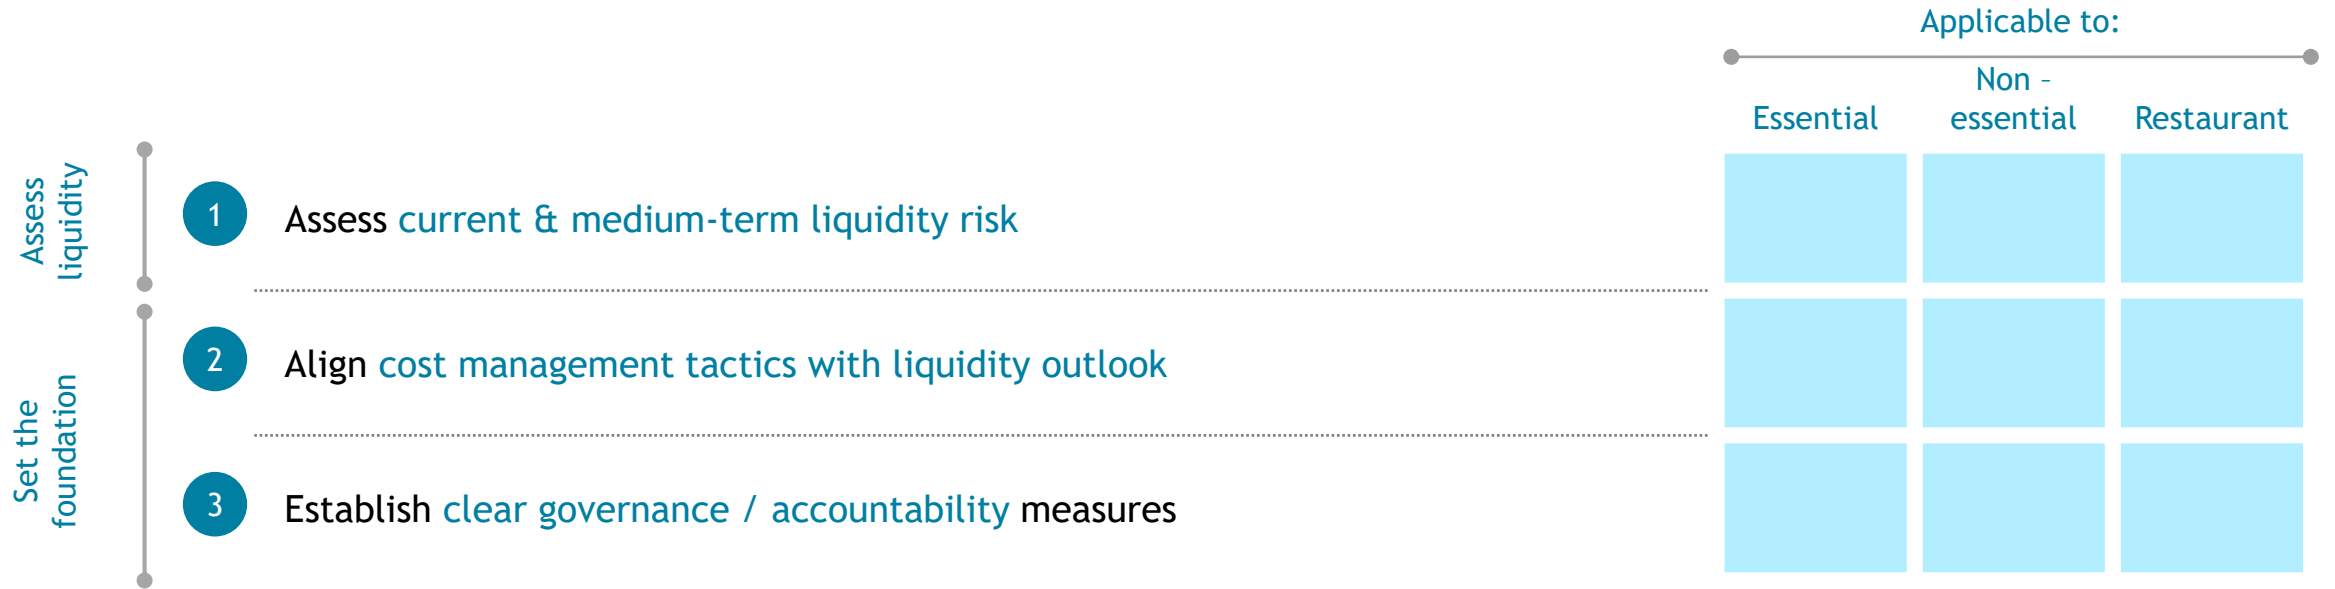 Applicable to:
Non –
Essential essential Restaurant
Assess
liquidity
1 Assess current & medium-term liquidity risk
Set the
foundation
2 Align cost management tactics with liquidity outlook
3 Establish clear governance / accountability measures